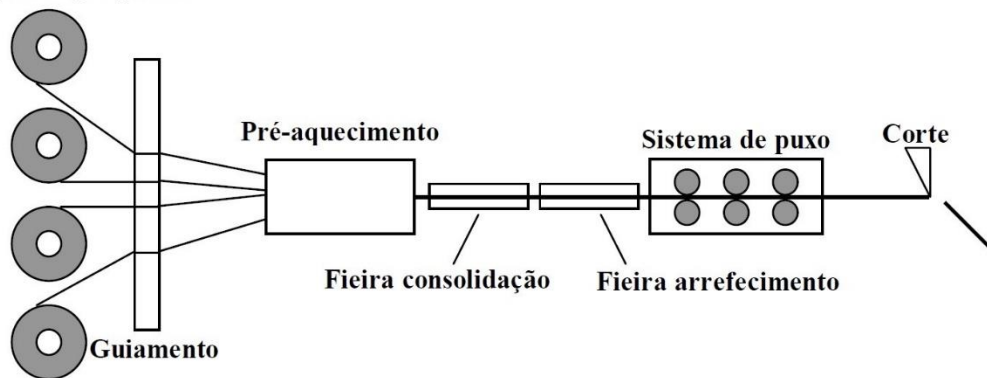 Pré-aquecimento
Sistema de puxo
Corte
Fieira consolidação
Fieira arrefecimento
Guiamento